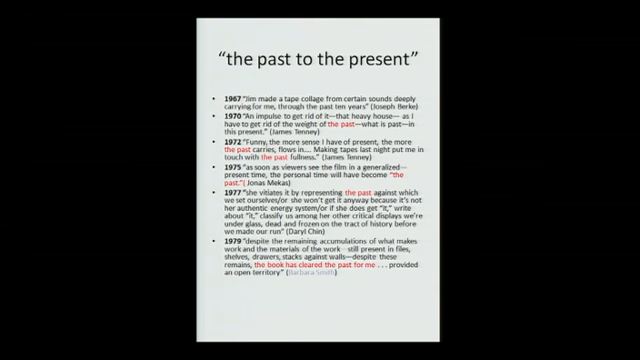 “the past to the present”
• 1967 “Jim made a tape collage from certain sounds deeply
carrying for me, through the past ten years” (Joseph Berke)
• 1970 “An impulse to get rid of it—that heavy house— as I
have to get rid of the weight of the past—what is past—in
this present.” (James Tenney)
• 1972 “Funny, the more sense I have of present, the more
the past carries, flows in.... Making tapes last night put me in
touch with the past fullness.” (James Tenney)
• 1975 “as soon as viewers see the film in a generalized—
present time, the personal time will have become “the
past.”( Jonas Mekas)
• 1977 “she vitiates it by representing the past against which
we set ourselves/or she won’t get it anyway because it’s not
her authentic energy system/or if she does get “it,” write
about “it,” classify us among her other critical displays we’re
under glass, dead and frozen on the tract of history before
we made our run” (Daryl Chin)
• 1979 “despite the remaining accumulations of what makes
work and the materials of the work—still present in files,
shelves, drawers, stacks against walls—despite these
remains, the book has cleared the past for me . . . provided
an open territory” (Barbara Smith)